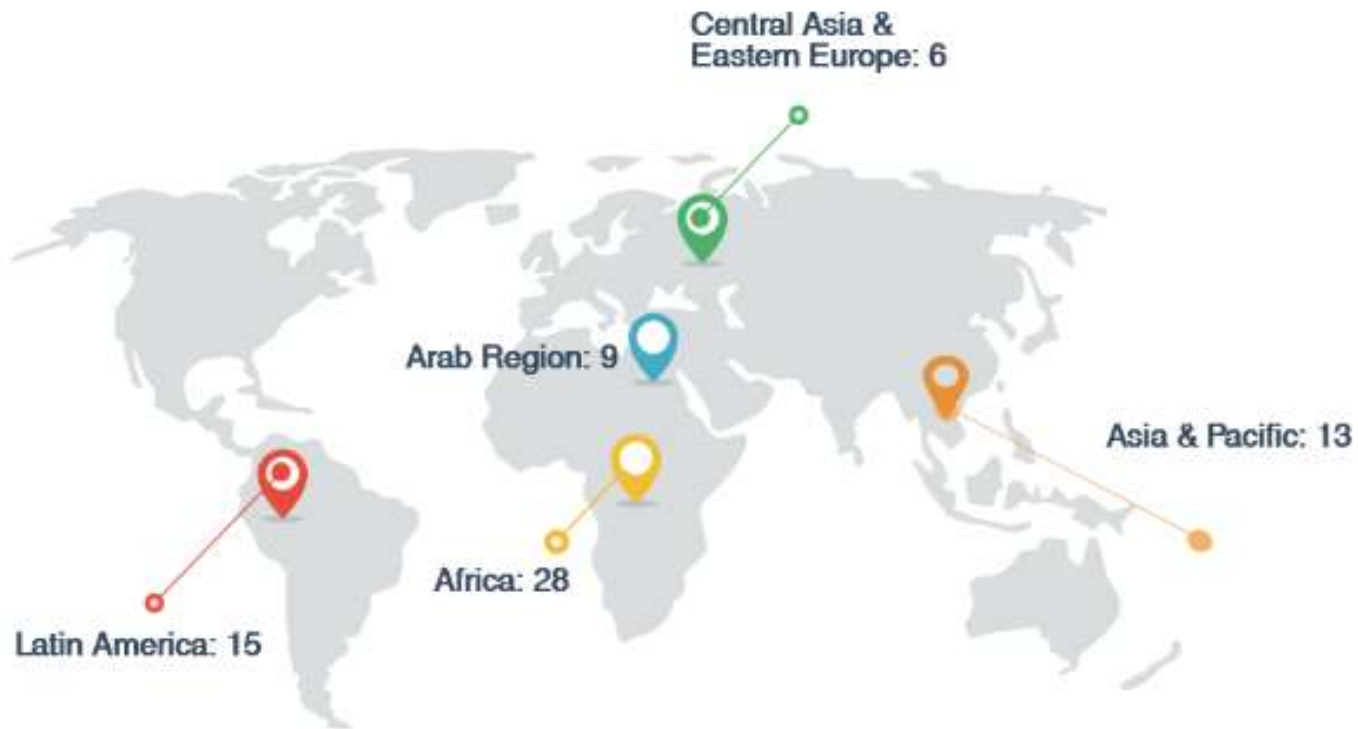 Central Asia &
Eastern Europe: 6
Arab Region: 9
Asia & Pacific: 13
Africa: 28
Latin America: 15